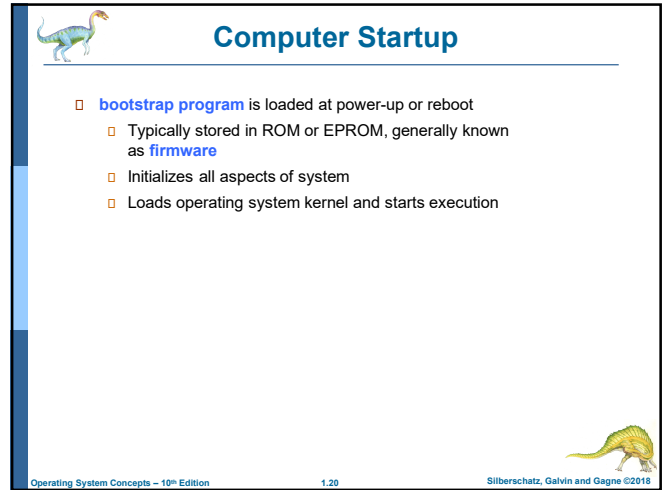 Computer Startup
bootstrap program is loaded at power-up or reboot
Typically stored in ROM or EPROM, generally known
as firmware
Initializes all aspects of system
Loads operating system kernel and starts execution
Operating System Concepts – 10th Edition
1.20
Silberschatz, Galvin and Gagne ©2018